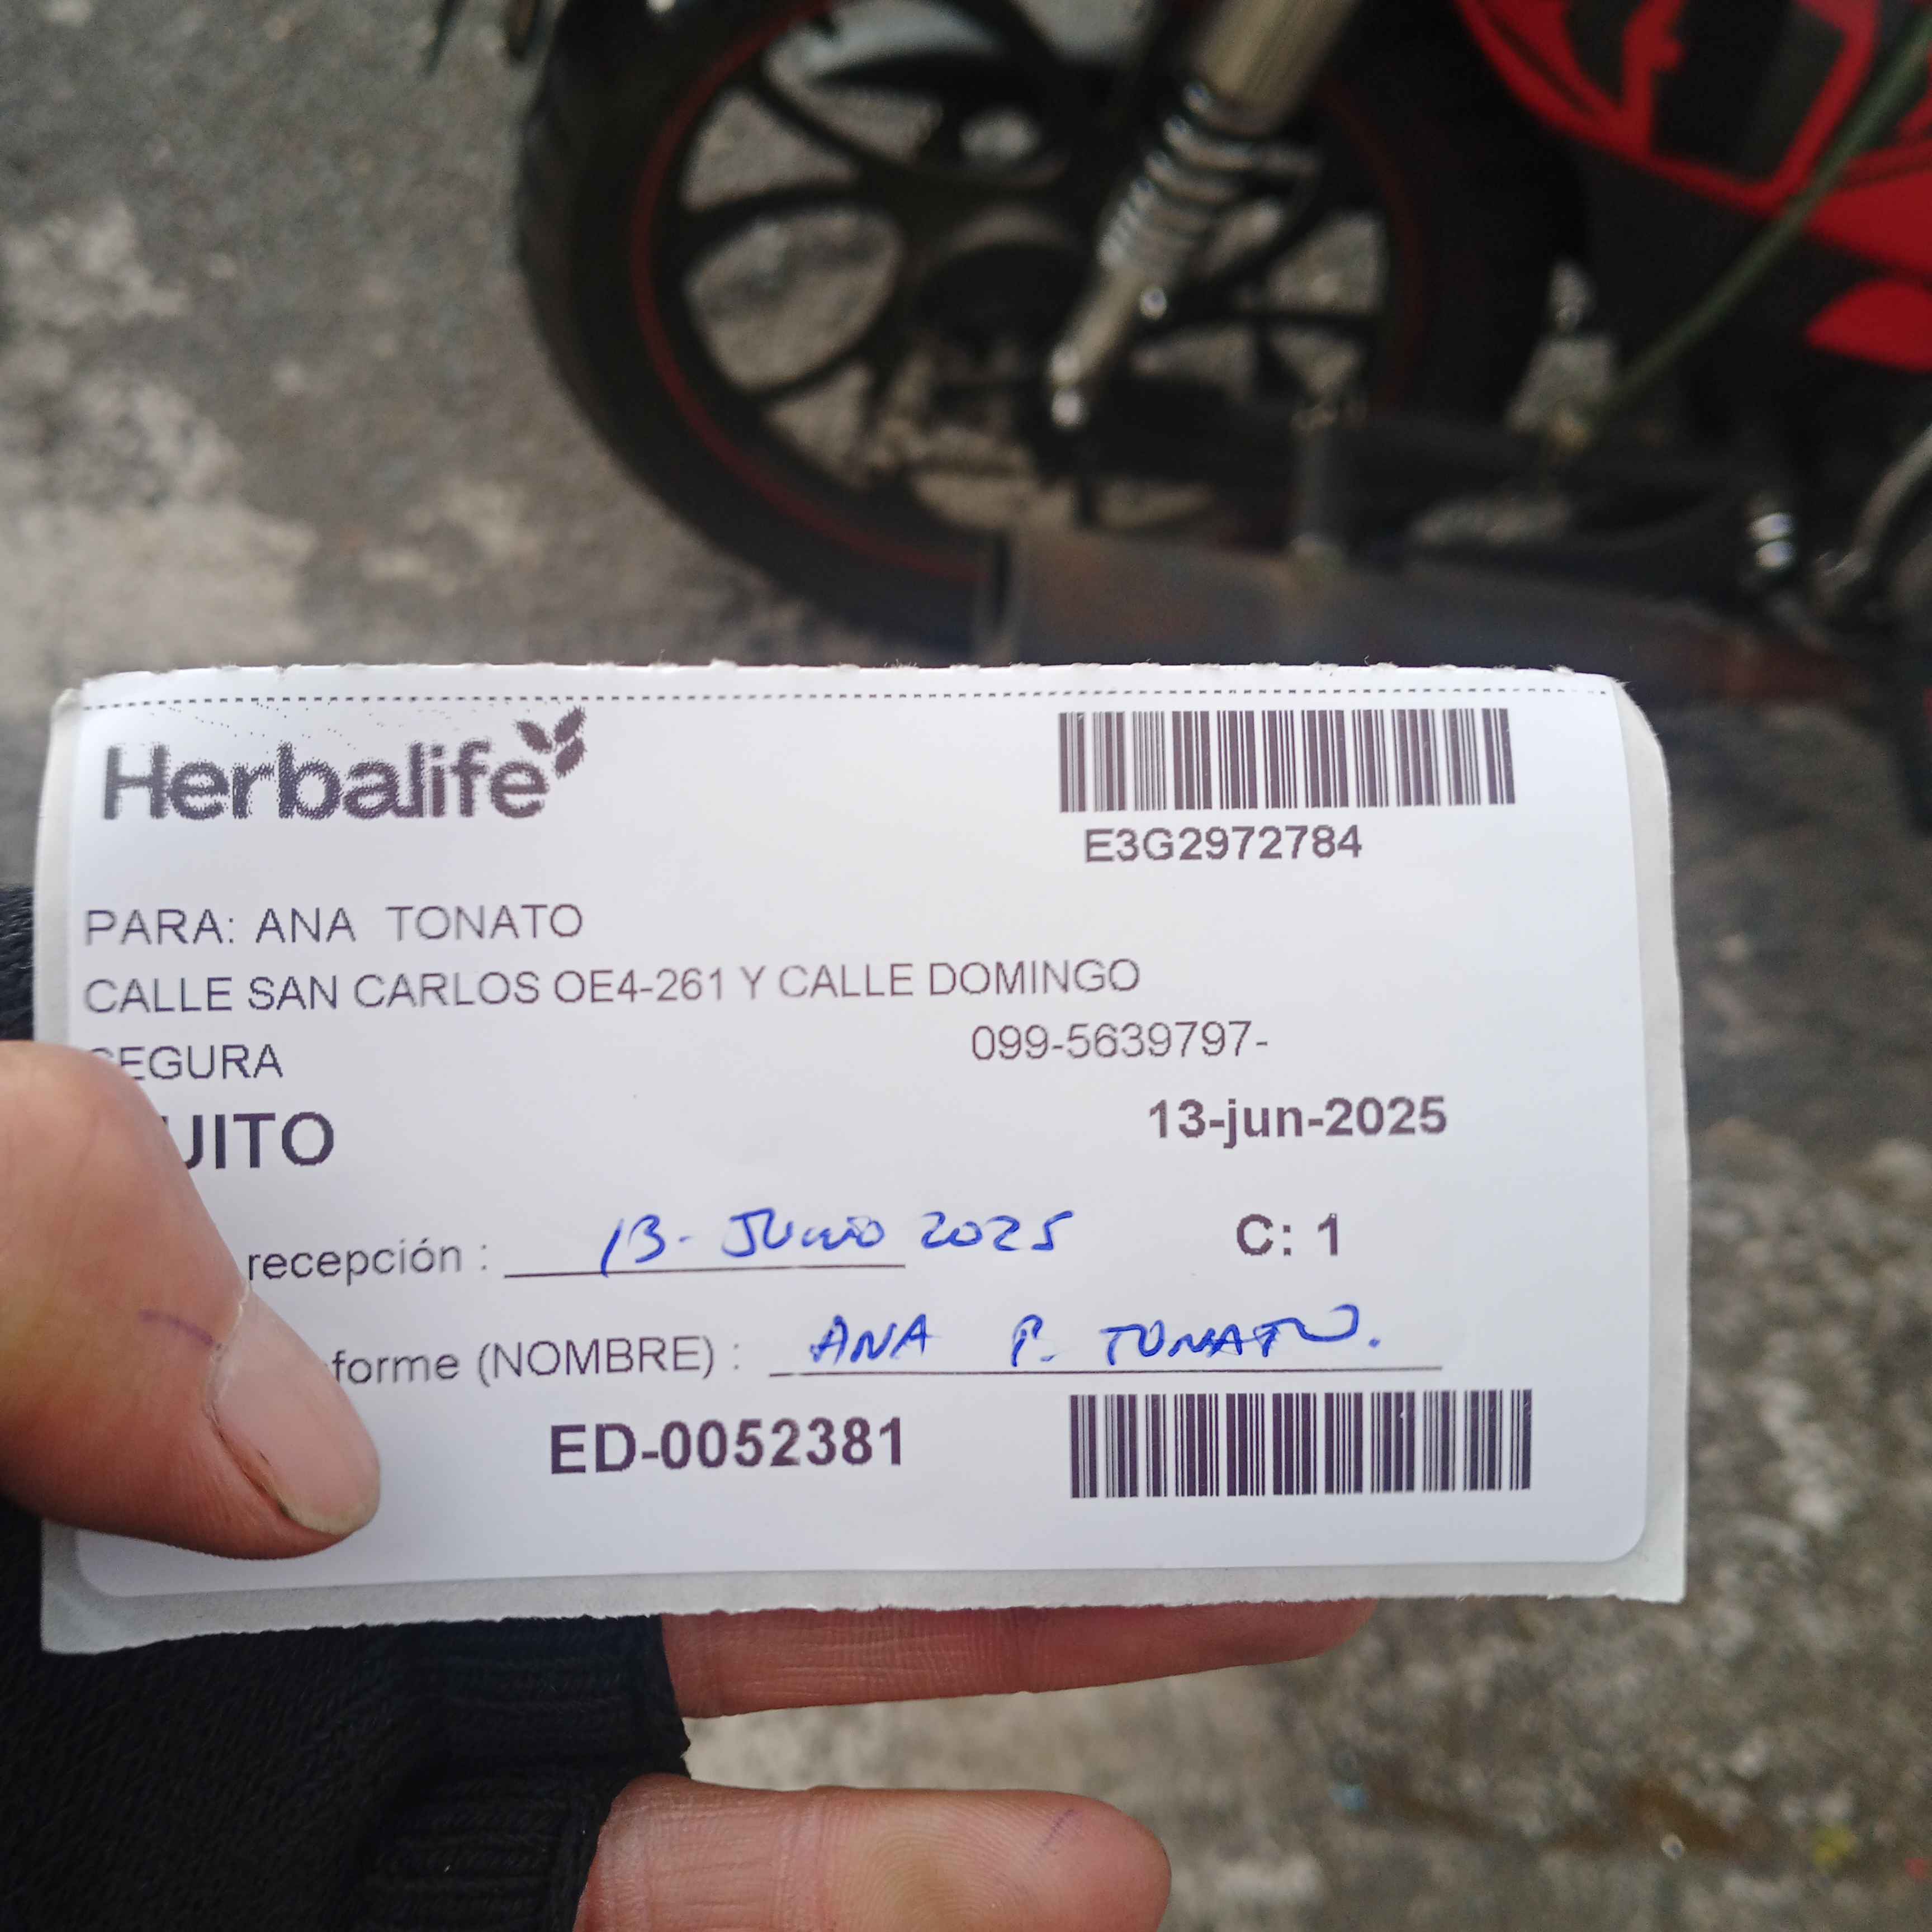 Herbalife
E3G2972784
PARA: ANA TONATO
CALLE SAN CARLOS OE4-261 Y CALLE DOMINGO
SEGURA
099-5639797-
UITO
13-jun-2025
recepción : 13- JUNIO 2025
C: 1
forme (NOMBRE) : ANA P. TONATO.
ED-0052381